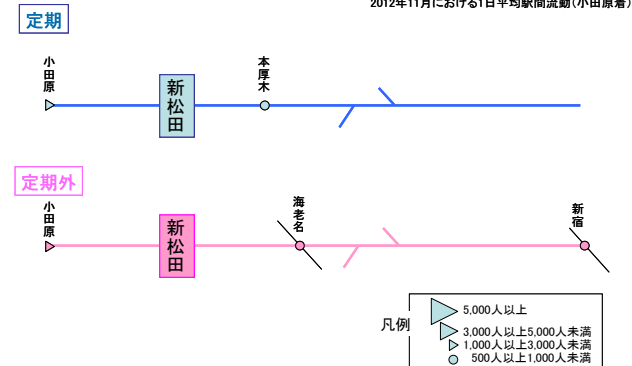 2012年11月における1日平均駅間流動(小田原着)
定期
小田原
新松田
本厚木
定期外
小田原
新松田
海老名
新宿
凡例
5,000人以上
3,000人以上5,000人未満
1,000人以上3,000人未満
500人以上1,000人未満